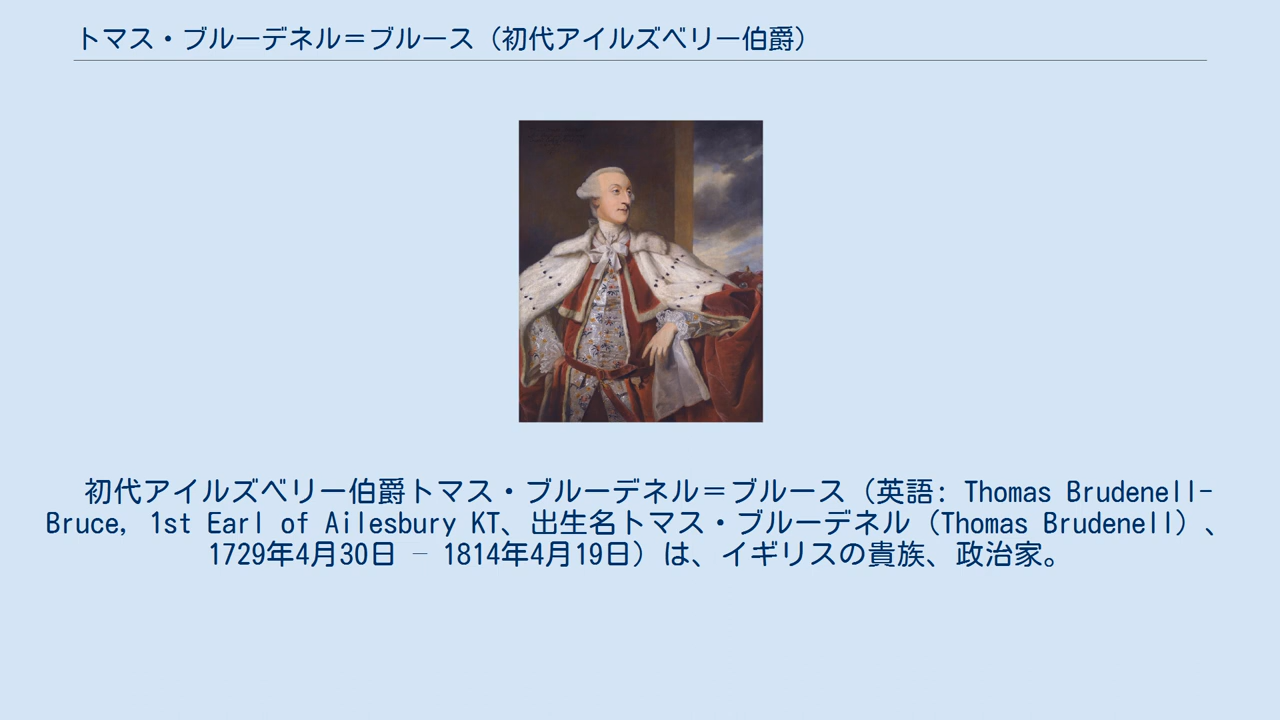 トマス・ブルーデネル＝ブルース（初代アイルズベリー伯爵）
初代アイルズベリー伯爵トマス・ブルーデネル＝ブルース（英語: Thomas Brudenell-
Bruce, 1st Earl of Ailesbury KT、出生名トマス・ブルーデネル（Thomas Brudenell）、
1729年4月30日 – 1814年4月19日）は、イギリスの貴族、政治家。